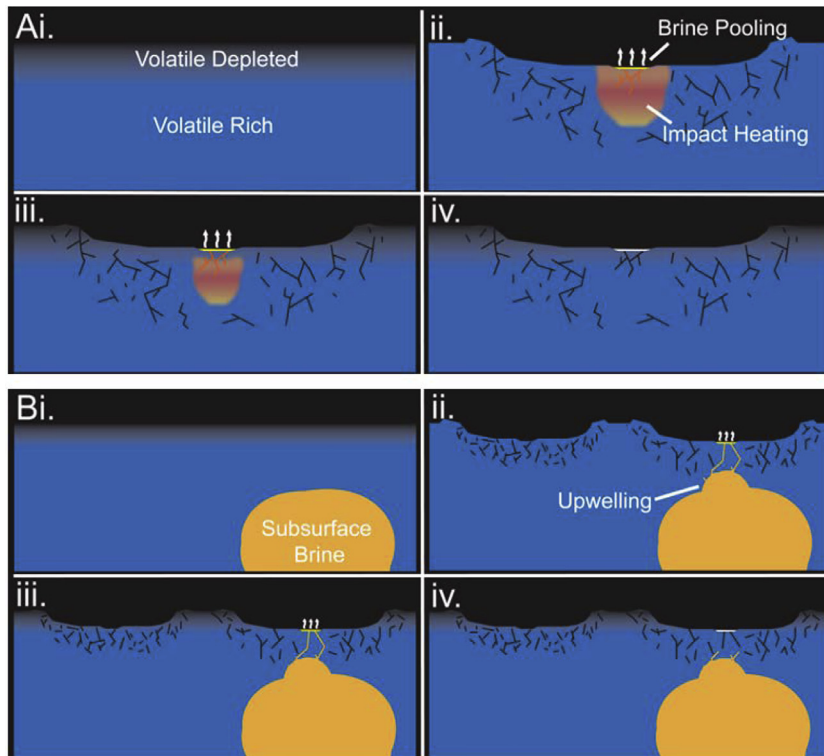 Ai.
Volatile Depleted
Volatile Rich
ii.
Brine Pooling
Impact Heating
iii.
iv.
Bi.
Subsurface
Brine
ii.
Upwelling
iii.
iv.